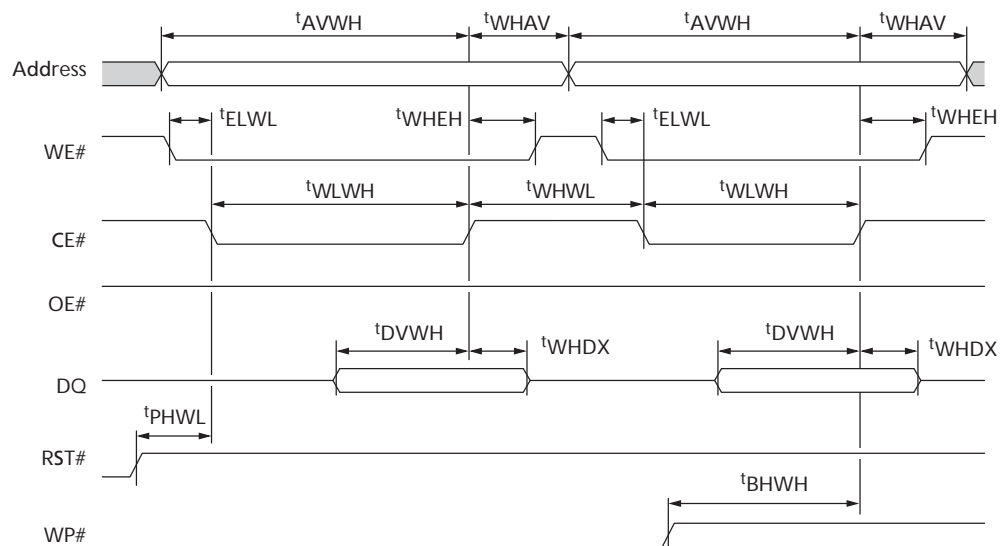 tAVWH tWHAV tAVWH tWHAV
Address
tELWL tWHEH tELWL tWHEH
WE#
tWLWH tWHWL tWLWH
CE#
OE#
tDVWH tWHDX tDVWH tWHDX
DQ
tPHWL
RST#
tBHWH
WP#